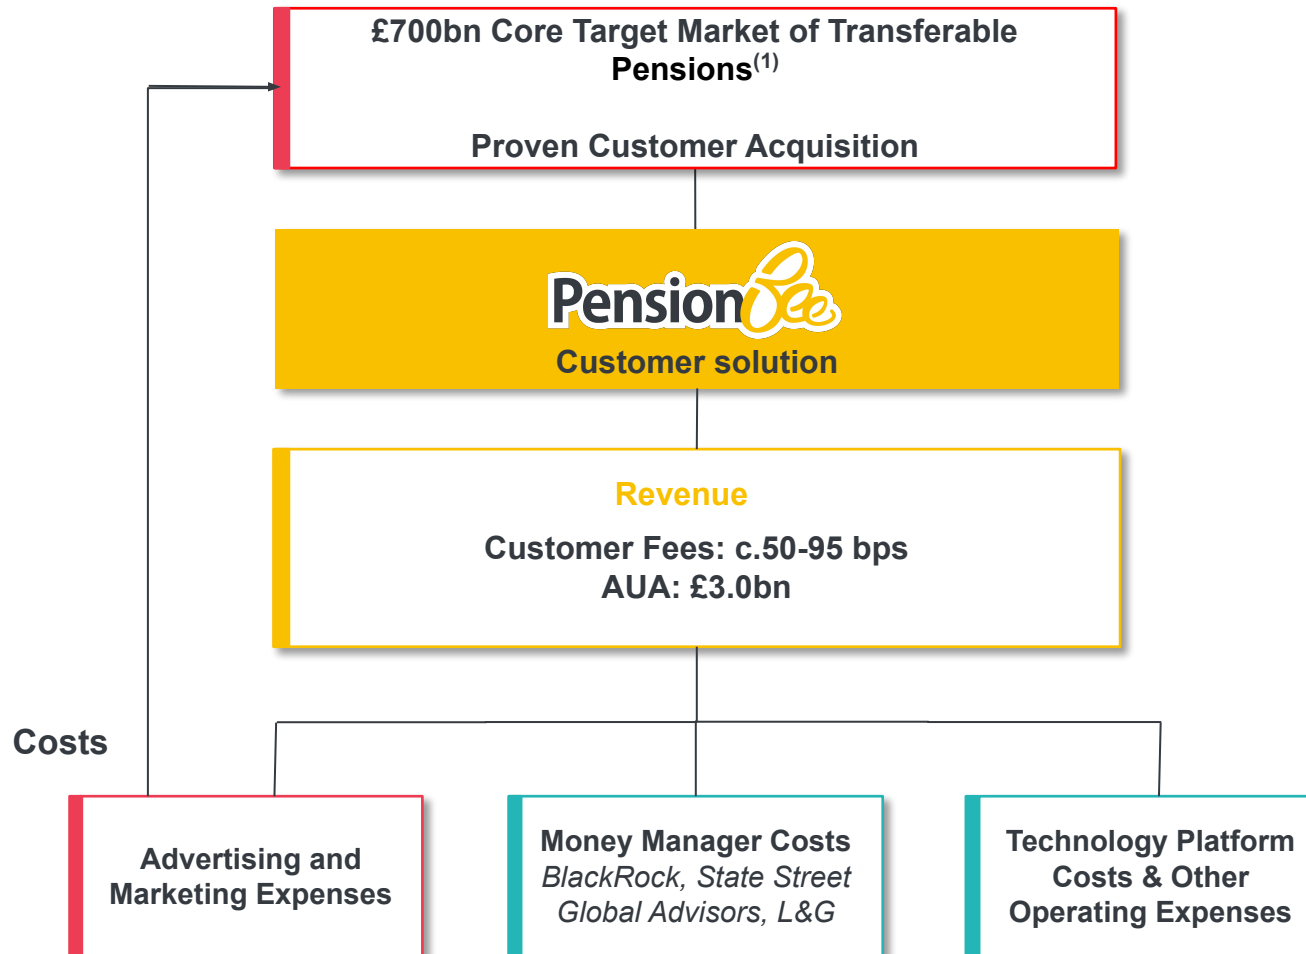 £700bn Core Target Market of Transferable
Pensions(1)
Proven Customer Acquisition
PensionBee
Customer solution
Revenue
Customer Fees: c.50-95 bps
AUA: £3.0bn
Costs
Advertising and
Marketing Expenses
Money Manager Costs
BlackRock, State Street
Global Advisors, L&G
Technology Platform
Costs & Other
Operating Expenses